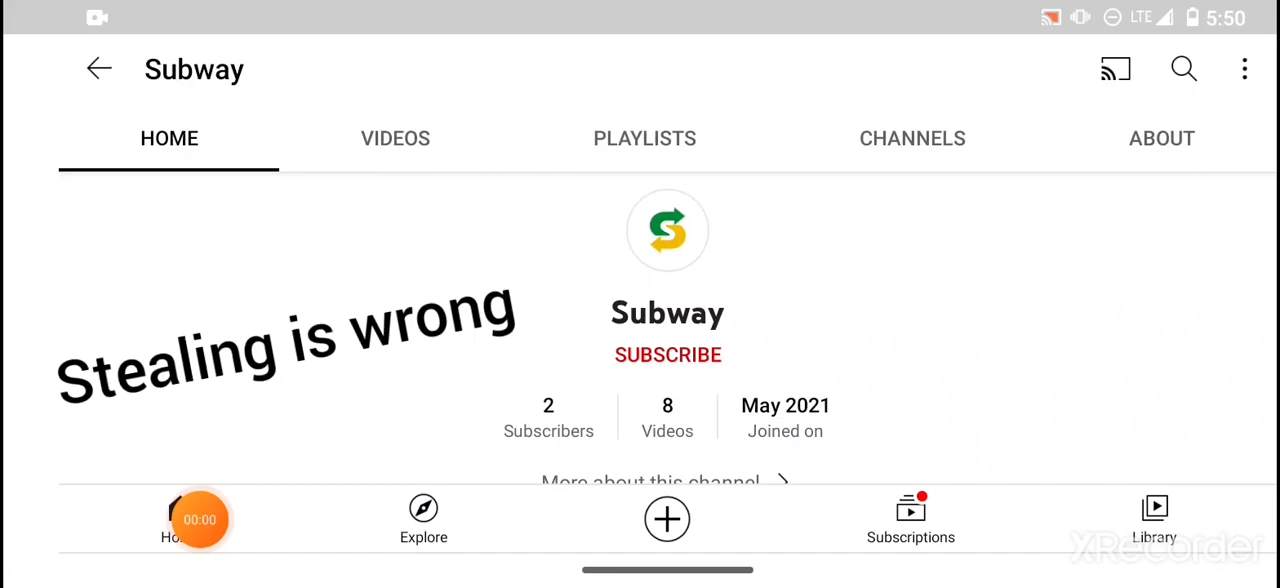 LTE 5:50
Subway
HOME VIDEOS PLAYLISTS CHANNELS ABOUT
Stealing is wrong
Subway
SUBSCRIBE
2 8 May 2021
Subscribers Videos Joined on
More about this channel
00:00
Ho
Explore
Subscriptions
Library
XRecorder